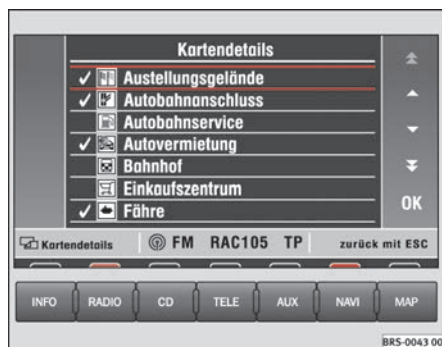 Kartendetails
Austellungsgelände
Autobahnanschluss
Autobahnservice
Autovermietung
Bahnhof
Einkaufszentrum
Fähre
OK
Kartendetails FM RAC105 TP zurück mit ESC
INFO RADIO CD TELE AUX NAVI MAP
BRS-0043 00